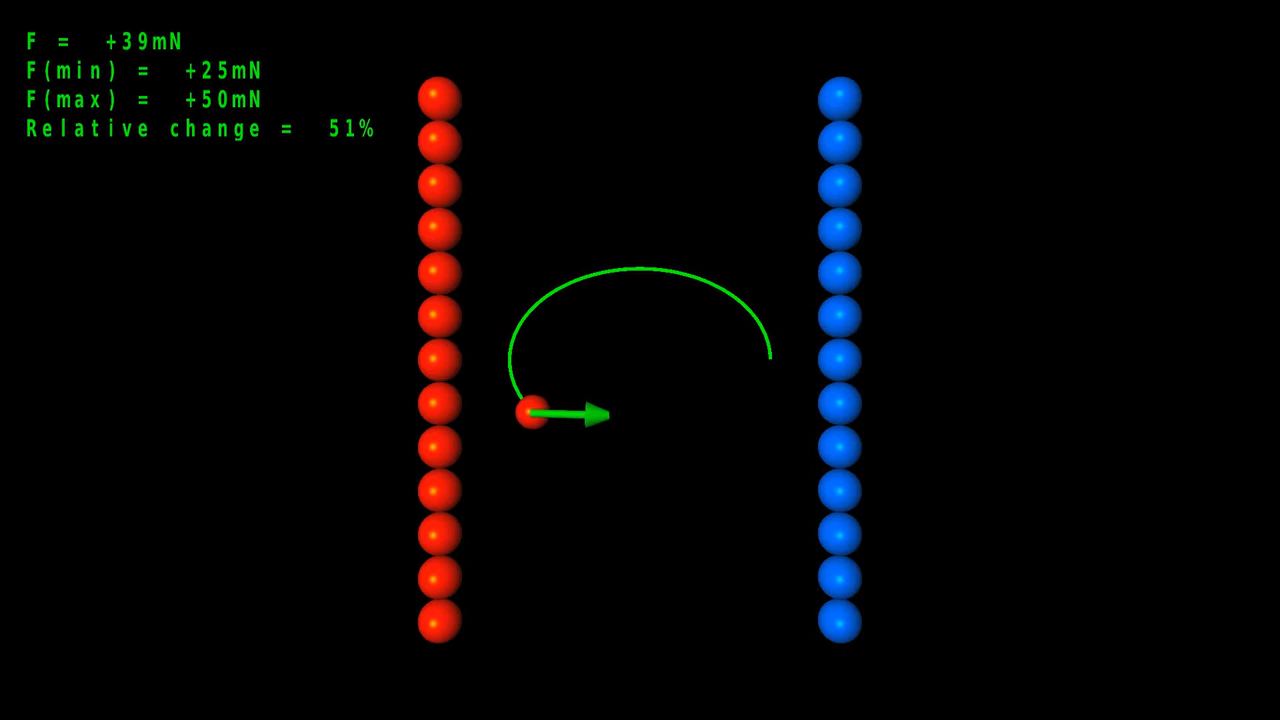 F = +39mN
F(min) = +25mN
F(max) = +50mN
Relative change = 51%